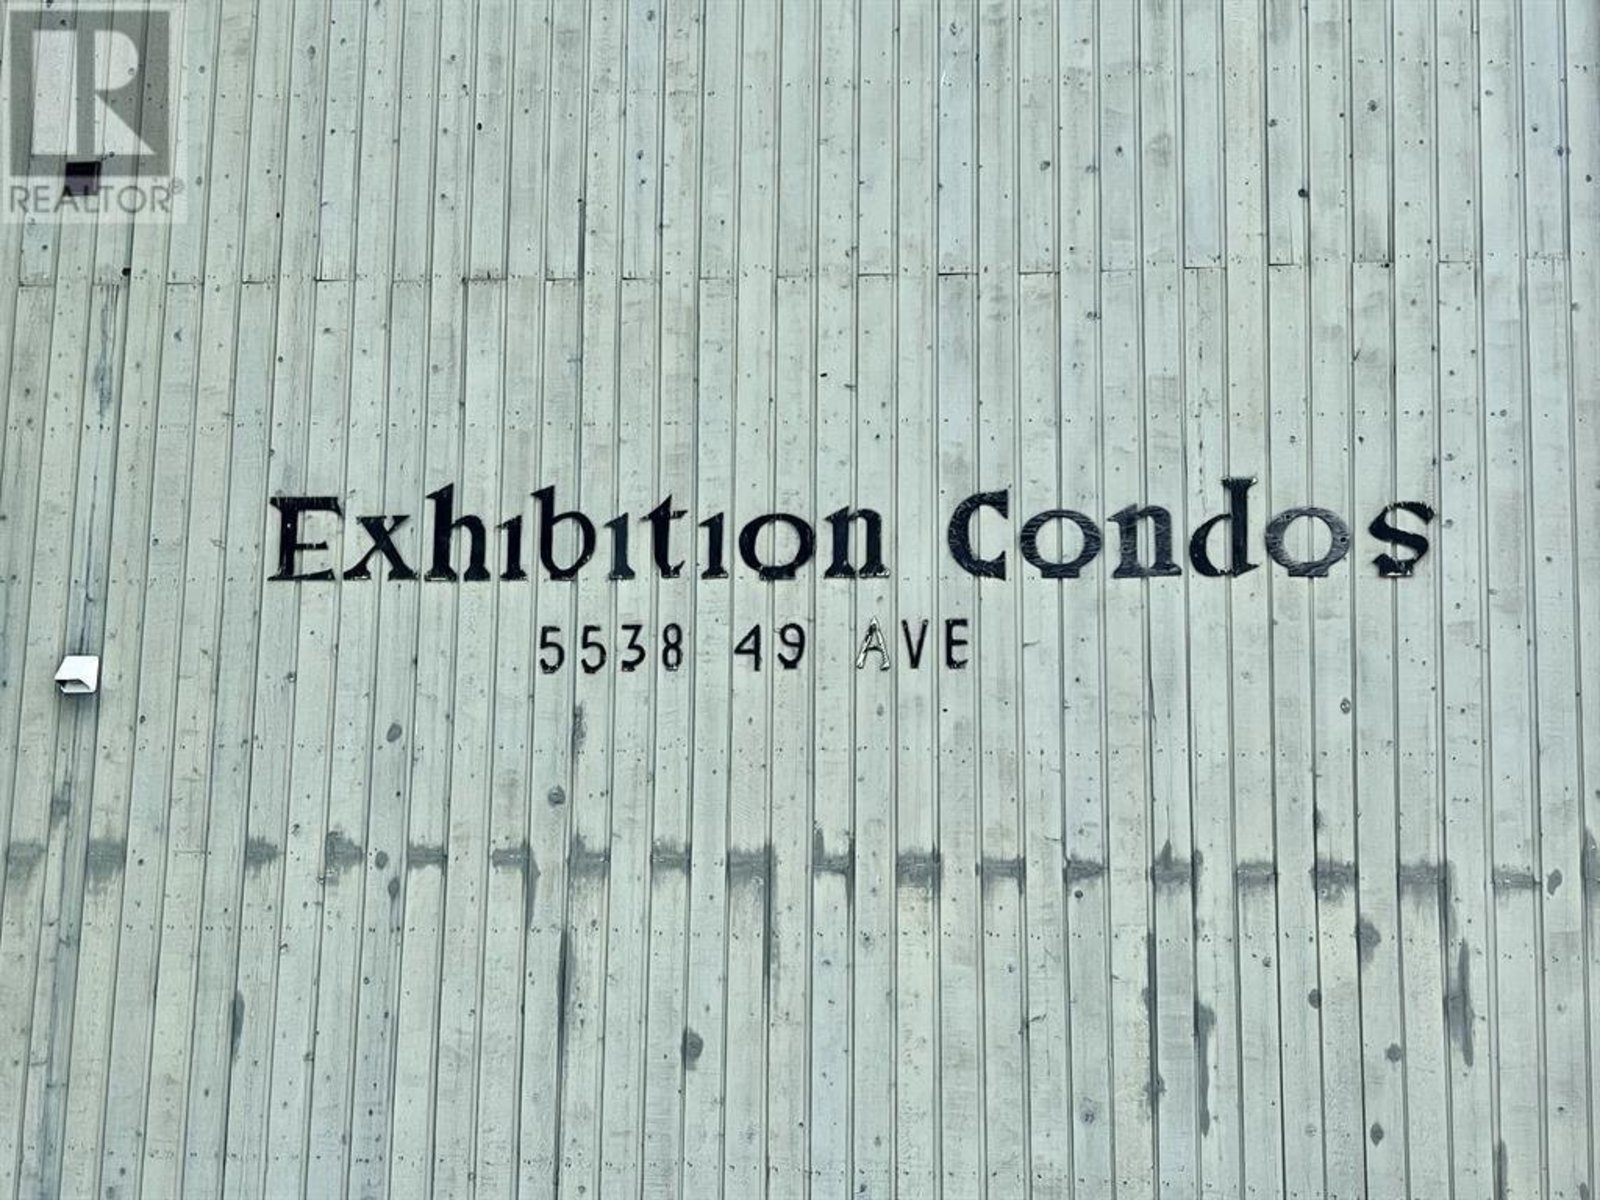 R
REALTOR®
Exhibition Condos
5538 49 AVE